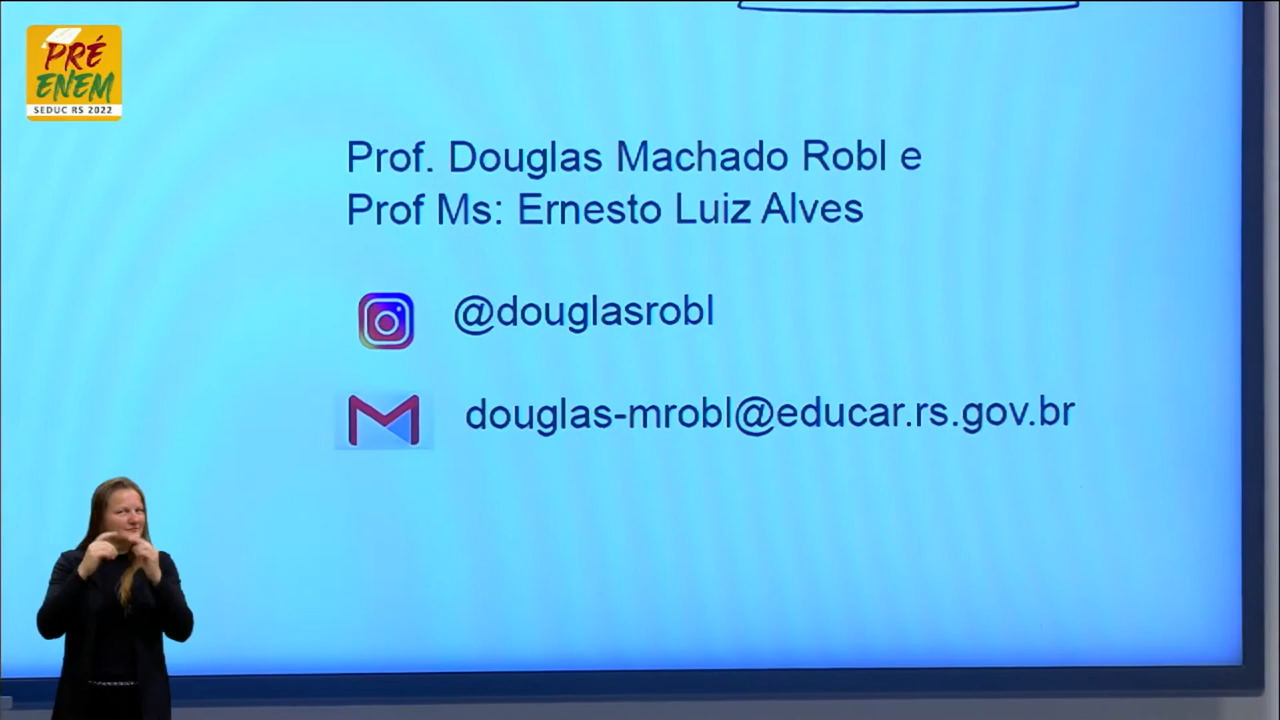 PRÉ
ENEM
SEDUC RS 2022
Prof. Douglas Machado Robl e
Prof Ms: Ernesto Luiz Alves
@douglasrobl
douglas-mrobl@educar.rs.gov.br